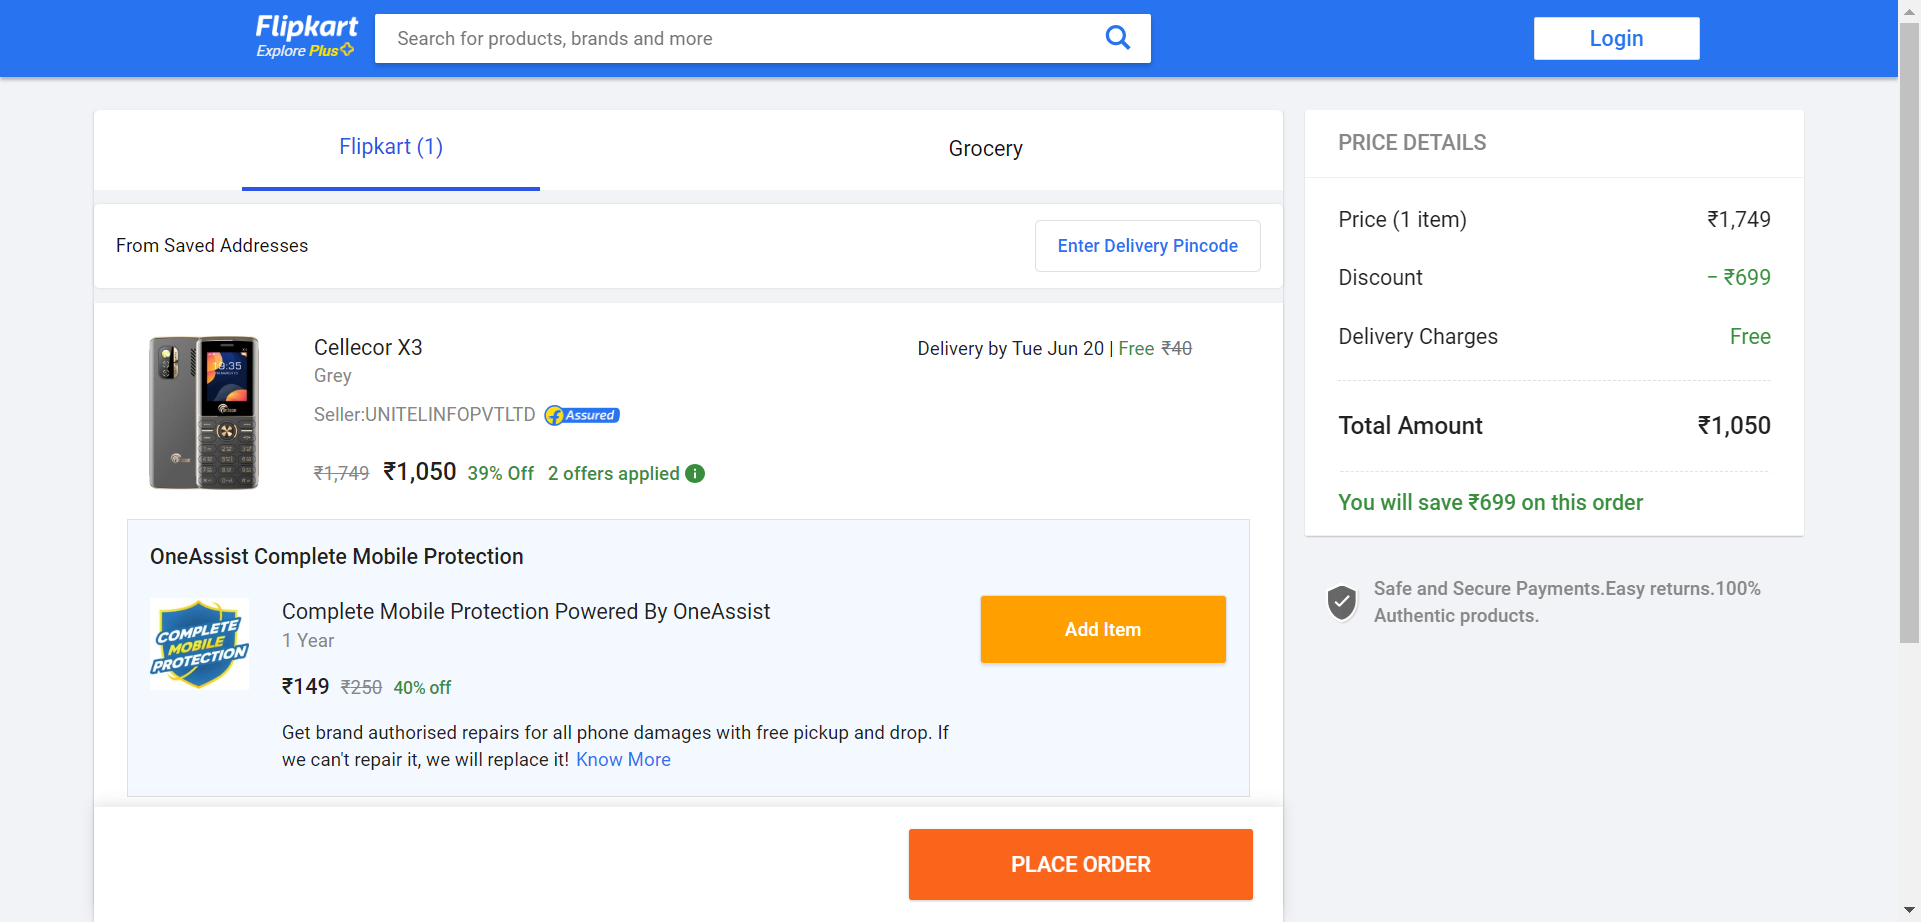 Flipkart
Explore Plus
Search for products, brands and more
Login
Flipkart (1)
Grocery
From Saved Addresses
Enter Delivery Pincode
Cellecor X3
Grey
Seller:UNITELINFOPVTLTD
Assured
₹1,749 ₹1,050 39% Off 2 offers applied
Delivery by Tue Jun 20 | Free ₹40
OneAssist Complete Mobile Protection
COMPLETE
MOBILE
PROTECTION
Complete Mobile Protection Powered By OneAssist
1 Year
₹149 ₹250 40% off
Get brand authorised repairs for all phone damages with free pickup and drop. If
we can't repair it, we will replace it! Know More
Add Item
PLACE ORDER
PRICE DETAILS
Price (1 item) ₹1,749
Discount − ₹699
Delivery Charges Free
Total Amount ₹1,050
You will save ₹699 on this order
Safe and Secure Payments.Easy returns.100%
Authentic products.